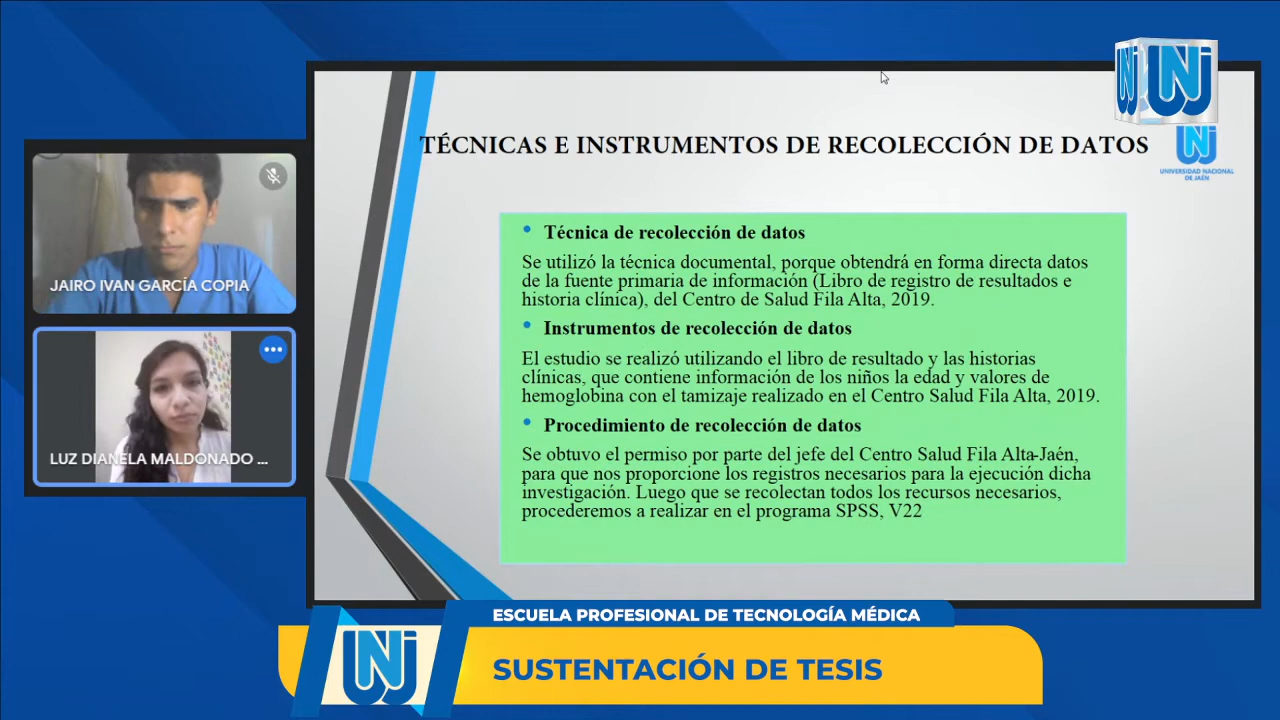 UNJ
UNJ
TÉCNICAS E INSTRUMENTOS DE RECOLECCIÓN DE DATOS
UNJ
UNIVERSIDAD NACIONAL
DE JAÉN
JAIRO IVAN GARCÍA COPIA
LUZ DIANELA MALDONADO ...
• Técnica de recolección de datos
Se utilizó la técnica documental, porque obtendrá en forma directa datos
de la fuente primaria de información (Libro de registro de resultados e
historia clínica), del Centro de Salud Fila Alta, 2019.
• Instrumentos de recolección de datos
El estudio se realizó utilizando el libro de resultado y las historias
clínicas, que contiene información de los niños la edad y valores de
hemoglobina con el tamizaje realizado en el Centro Salud Fila Alta, 2019.
• Procedimiento de recolección de datos
Se obtuvo el permiso por parte del jefe del Centro Salud Fila Alta-Jaén,
para que nos proporcione los registros necesarios para la ejecución dicha
investigación. Luego que se recolectan todos los recursos necesarios,
procederemos a realizar en el programa SPSS, V22
ESCUELA PROFESIONAL DE TECNOLOGÍA MÉDICA
UNJ
SUSTENTACIÓN DE TESIS